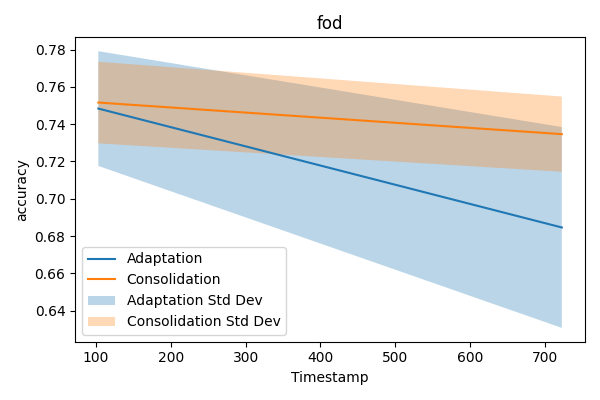 fod
accuracy
0.78
0.76
0.74
0.72
0.70
0.68
0.66
0.64
Adaptation
Consolidation
Adaptation Std Dev
Consolidation Std Dev
100 200 300 400 500 600 700
Timestamp